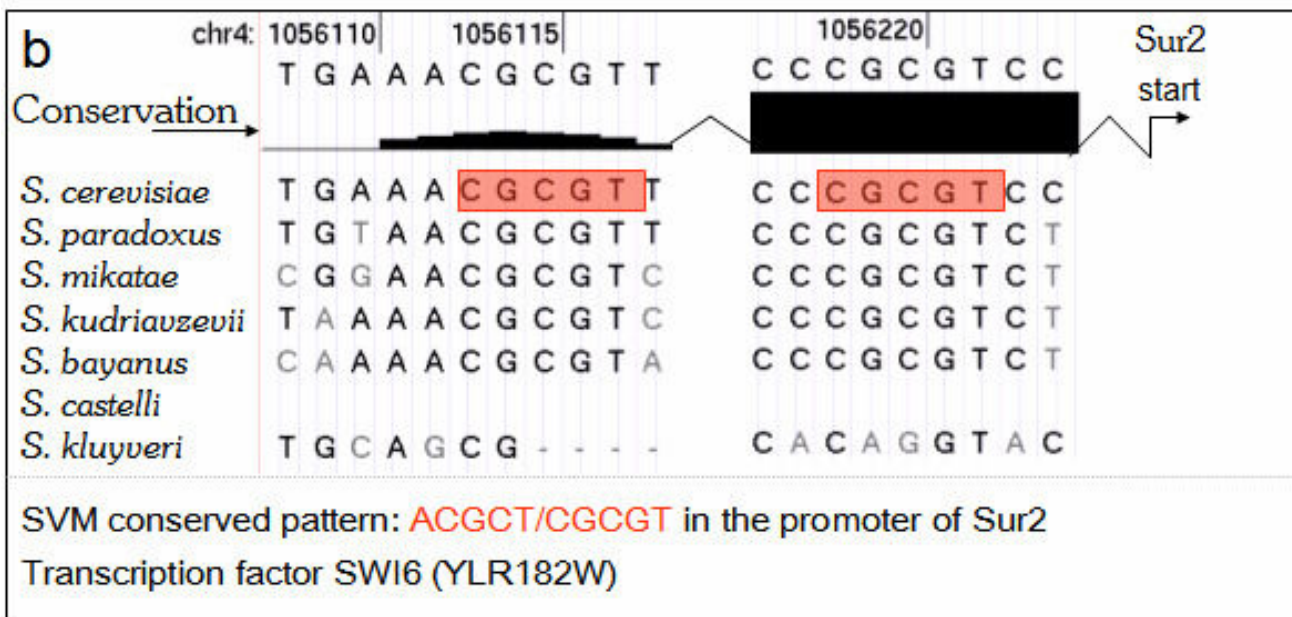 b chr4: 1056110 1056115 1056220 Sur2
T G A A A C G C G T T C C C G C G T C C start
Conservation
S. cerevisiae T G A A A C G C G T T C C C G C G T C C
S. paradoxus T G T A A C G C G T T C C C G C G T C T
S. mikatae C G G A A C G C G T C C C C G C G T C T
S. kudriavzevii T A A A A C G C G T C C C C G C G T C T
S. bayanus C A A A A C G C G T A C C C G C G T C T
S. castelli
S. kluyveri T G C A G C G - - - - C A C A G G T A C
SVM conserved pattern: ACGCT/CGCGT in the promoter of Sur2
Transcription factor SWI6 (YLR182W)